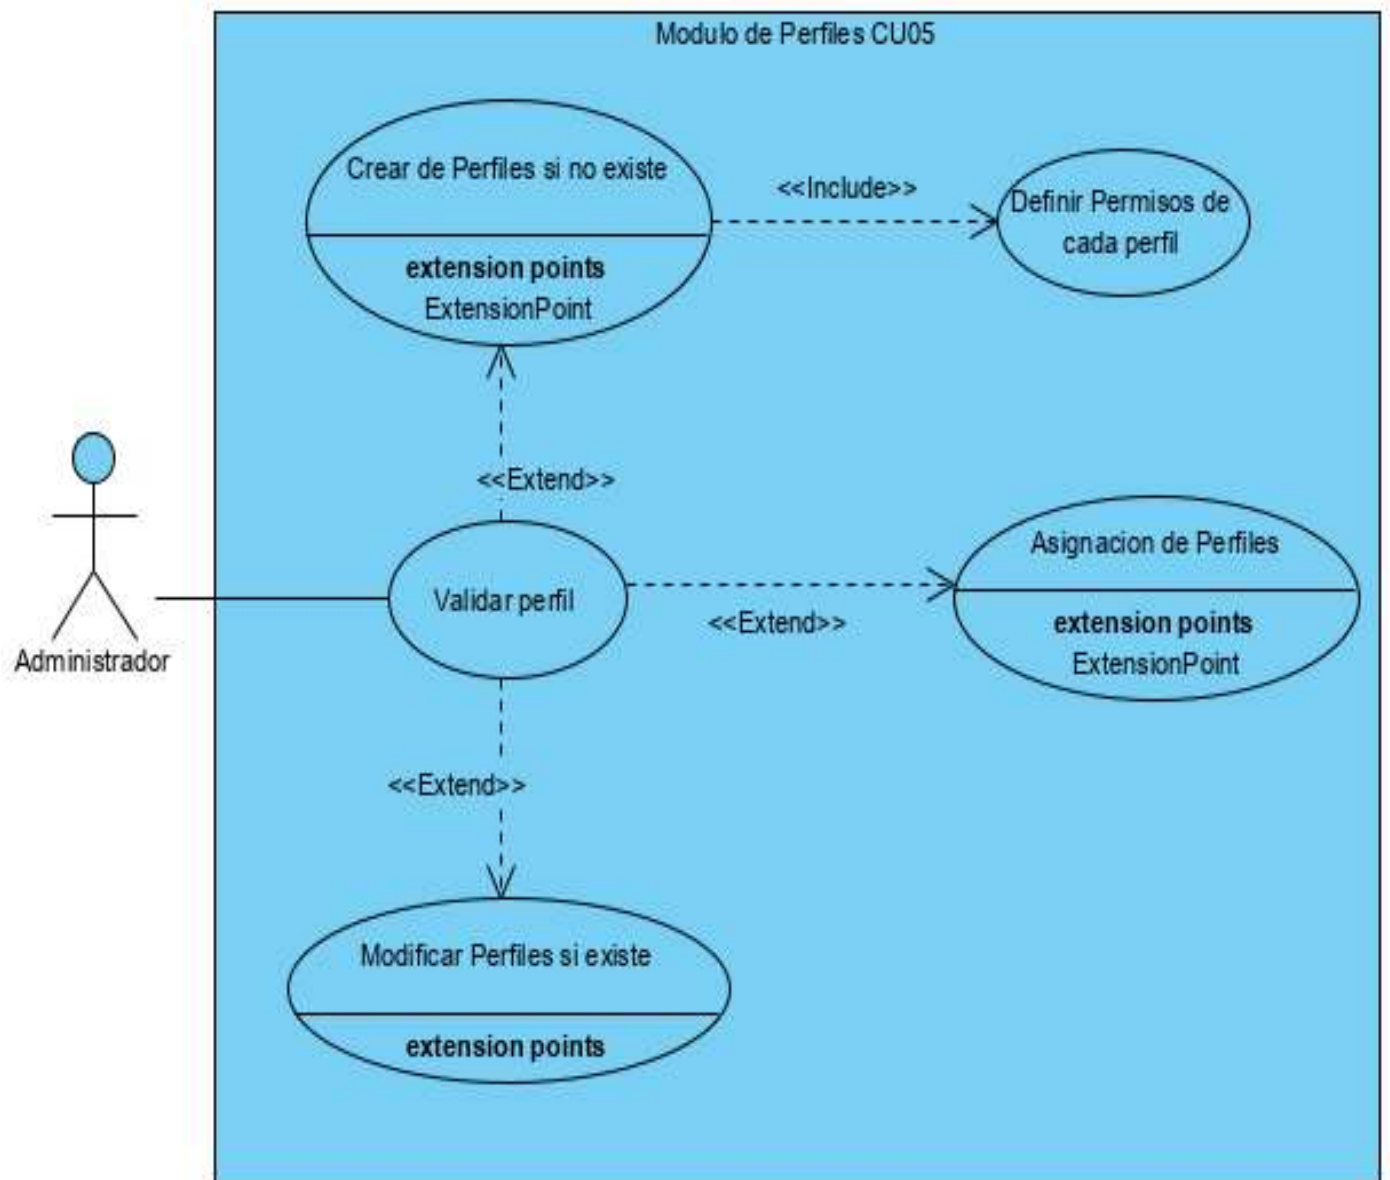 Modulo de Perfiles CU05
Crear de Perfiles si no existe
extension points
ExtensionPoint
<<Include>>
Definir Permisos de
cada perfil
<<Extend>>
Administrador
Validar perfil
<<Extend>>
Asignacion de Perfiles
extension points
ExtensionPoint
<<Extend>>
Modificar Perfiles si existe
extension points